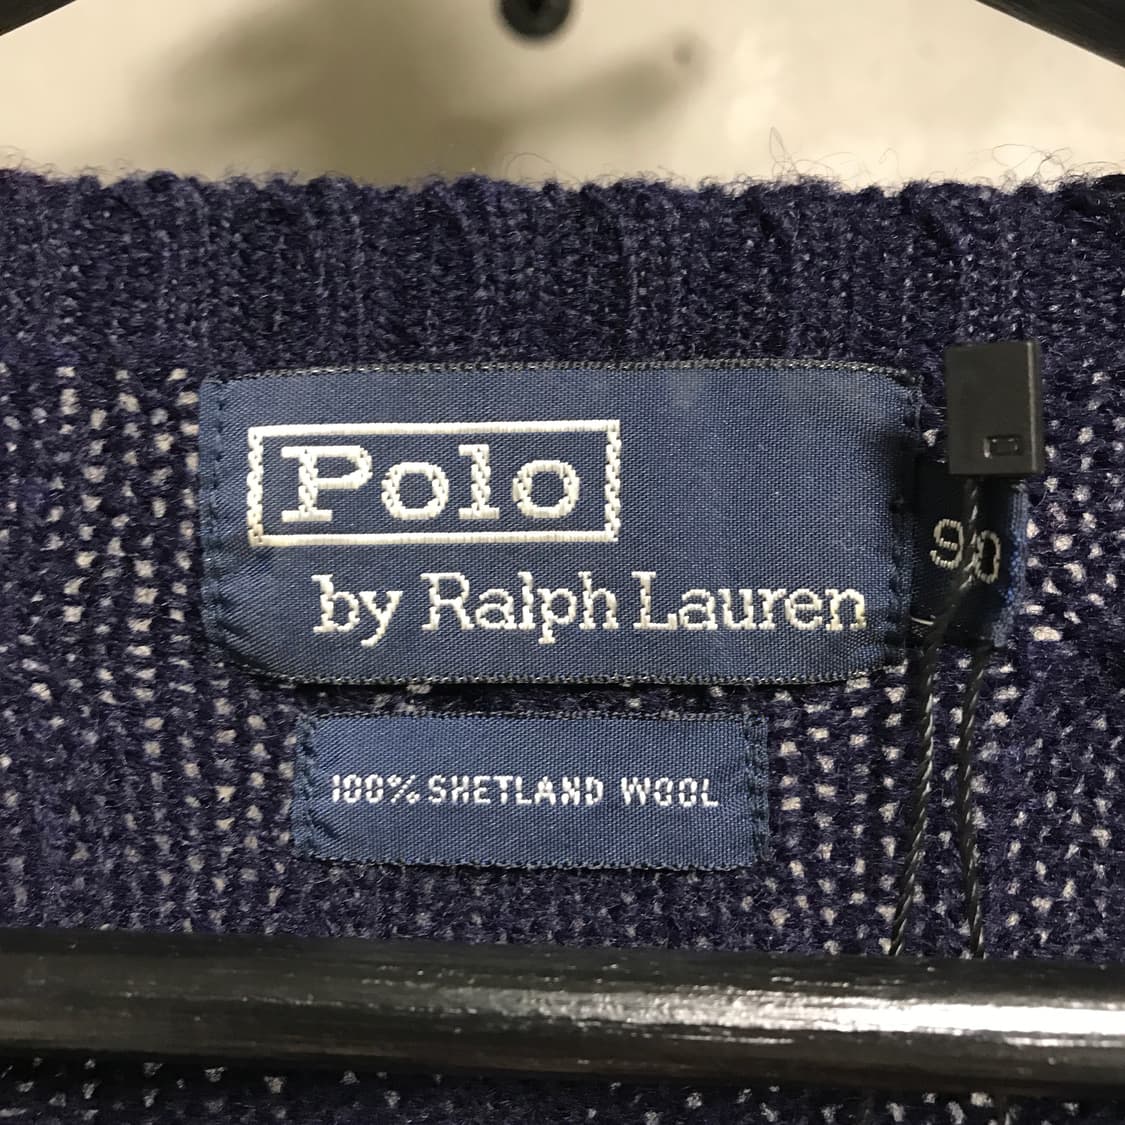 Polo
by Ralph Lauren
90
100% SHETLAND WOOL